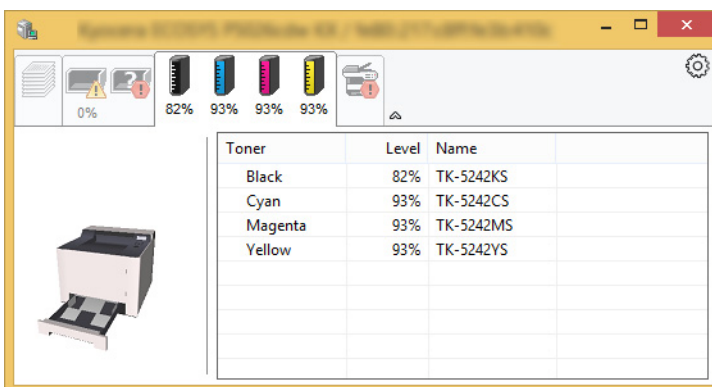 0%
82% 93% 93% 93%
Toner Level Name
Black 82% TK-5242KS
Cyan 93% TK-5242CS
Magenta 93% TK-5242MS
Yellow 93% TK-5242YS